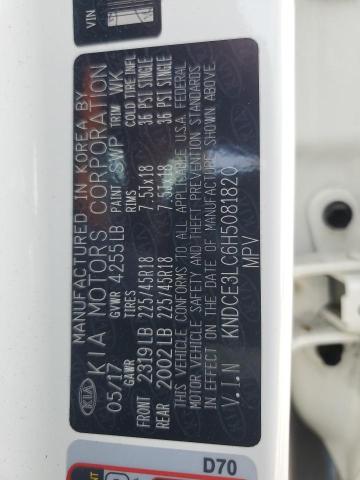 VIN
MANUFACTURED IN KOREA BY
KIA KIA MOTORS CORPORATION
05/17 GVWR 4255LB PAINT SWP TRIM WK
GAWR TIRES RIMS COLD TIRE INFL
FRONT 2319LB 225/45R18 7.5JX18 36 PSI SINGLE
REAR 2002LB 225/45R18 7.5JX18 36 PSI SINGLE
THIS VEHICLE CONFORMS TO ALL APPLICABLE U.S.A. FEDERAL
MOTOR VEHICLE SAFETY AND THEFT PREVENTION STANDARDS
IN EFFECT ON THE DATE OF MANUFACTURE SHOWN ABOVE.
V.I.N KNDCE3LC6H5081820
MPV
D70